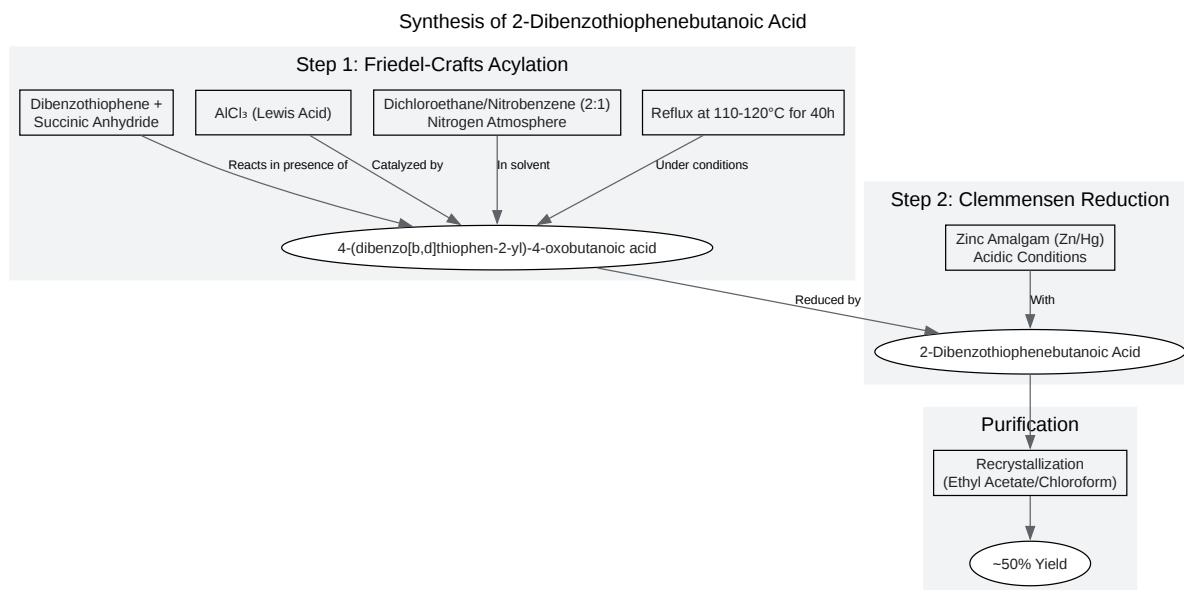 Synthesis of 2-Dibenzothiophenebutanoic Acid
Step 1: Friedel-Crafts Acylation
Dibenzothiophene +
Succinic Anhydride
AlCl₃ (Lewis Acid)
Dichloroethane/Nitrobenzene (2:1)
Nitrogen Atmosphere
Reflux at 110-120°C for 40h
Reacts in presence of
Catalyzed by
In solvent
Under conditions
4-(dibenzo[b,d]thiophen-2-yl)-4-oxobutanoic acid
Step 2: Clemmensen Reduction
Zinc Amalgam (Zn/Hg)
Acidic Conditions
Reduced by
With
2-Dibenzothiophenebutanoic Acid
Purification
Recrystallization
(Ethyl Acetate/Chloroform)
~50% Yield